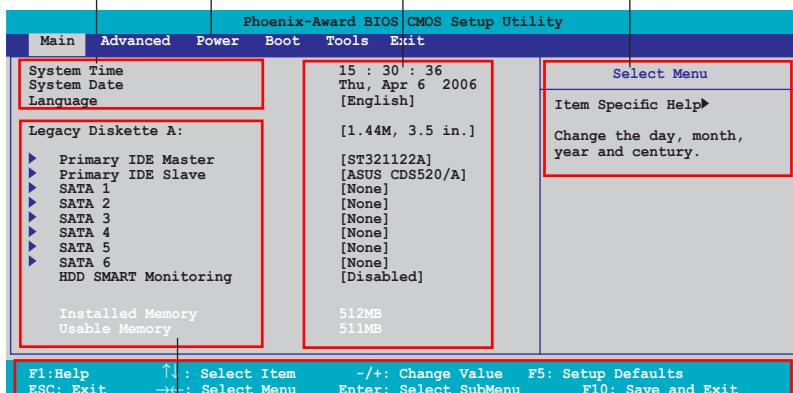 Phoenix-Award BIOS CMOS Setup Utility
Main Advanced Power Boot Tools Exit
System Time 15 : 30 : 36
System Date Thu, Apr 6 2006
Language [English]
Legacy Diskette A: [1.44M, 3.5 in.]
Primary IDE Master [ST321122A]
Primary IDE Slave [ASUS CDS520/A]
SATA 1 [None]
SATA 2 [None]
SATA 3 [None]
SATA 4 [None]
SATA 5 [None]
SATA 6 [None]
HDD SMART Monitoring [Disabled]
Installed Memory 512MB
Usable Memory 511MB
Select Menu
Item Specific Help
Change the day, month,
year and century.
F1:Help ↑↓: Select Item -/+: Change Value F5: Setup Defaults
ESC: Exit →←: Select Menu Enter: Select SubMenu F10: Save and Exit